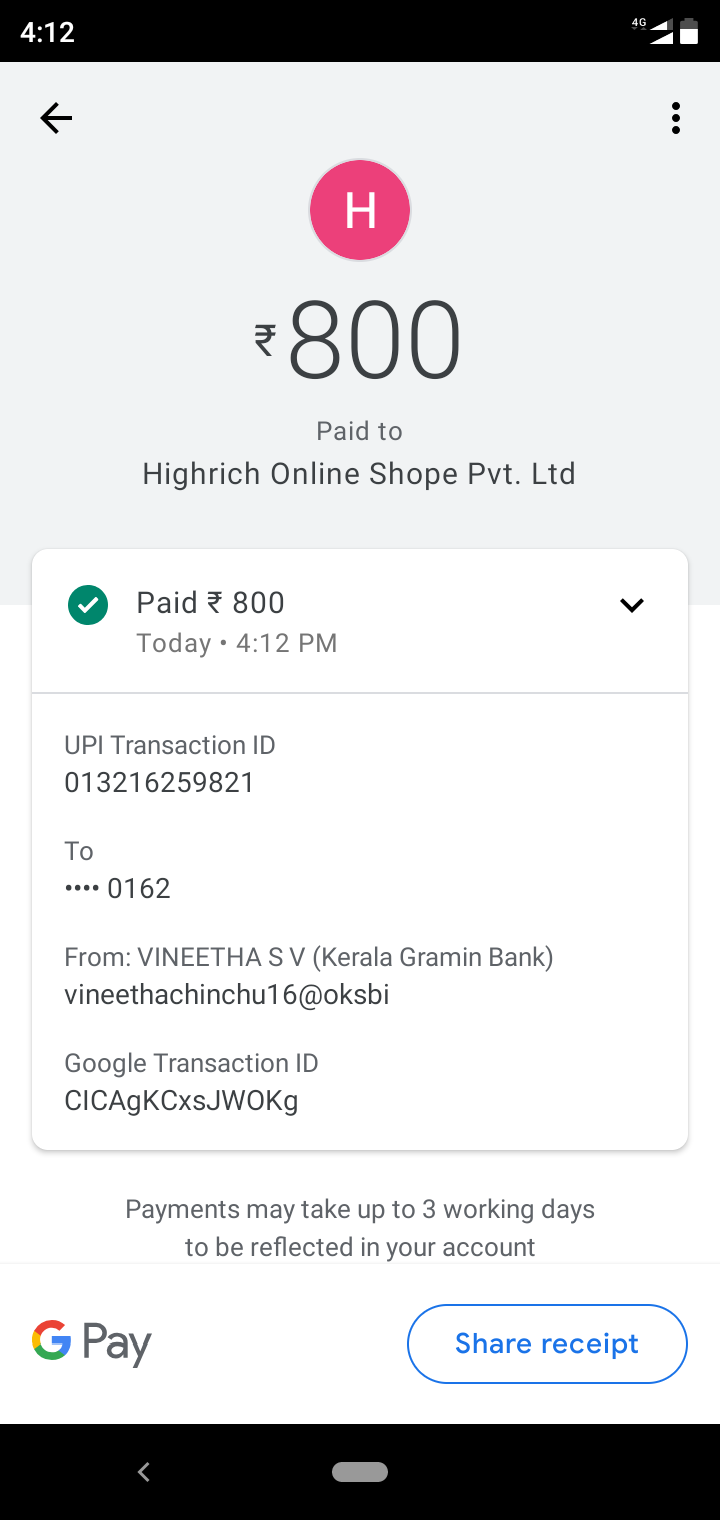 4:12
4G
H
₹800
Paid to
Highrich Online Shope Pvt. Ltd
Paid ₹ 800
Today • 4:12 PM
UPI Transaction ID
013216259821
To
•••• 0162
From: VINEETHA S V (Kerala Gramin Bank)
vineethachinchu16@oksbi
Google Transaction ID
CICAgKCxsJWOKg
Payments may take up to 3 working days
to be reflected in your account
G Pay
Share receipt